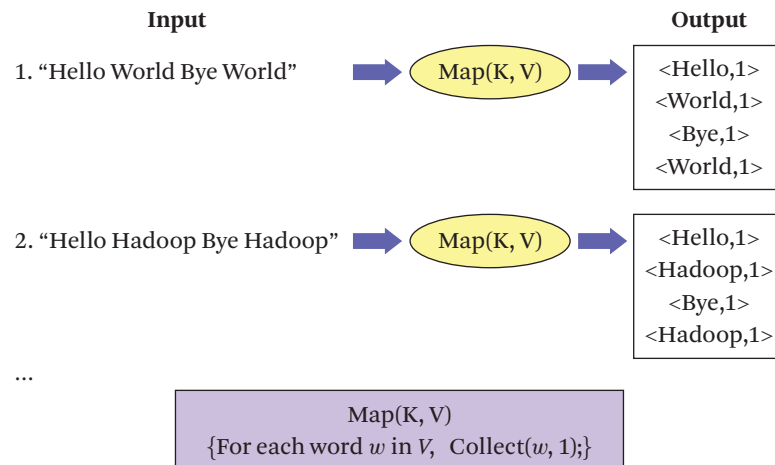 Input Output
1. “Hello World Bye World” Map(K, V) <Hello,1>
<World,1>
<Bye,1>
<World,1>
2. “Hello Hadoop Bye Hadoop” Map(K, V) <Hello,1>
<Hadoop,1>
<Bye,1>
<Hadoop,1>
...
Map(K, V)
{For each word w in V, Collect(w, 1);}